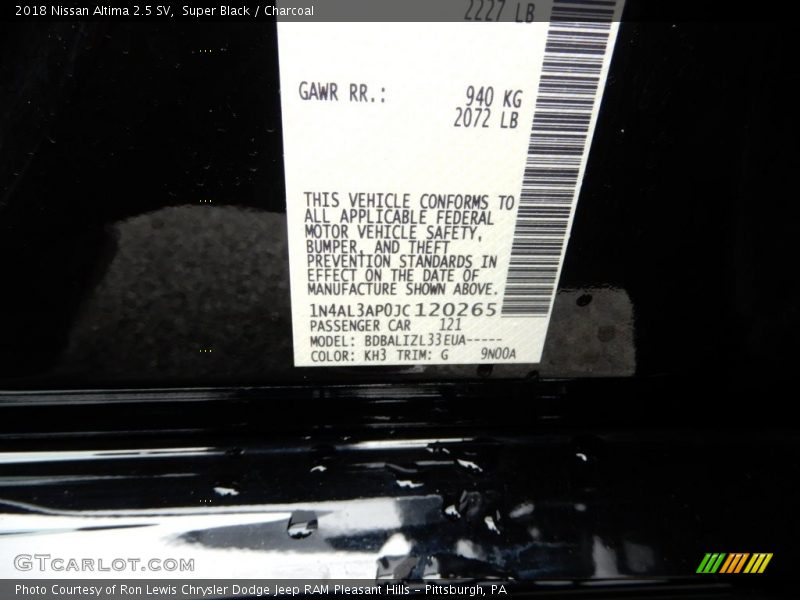 2018 Nissan Altima 2.5 SV,  Super Black / Charcoal
2227 LB
GAWR RR.: 940 KG
2072 LB
THIS VEHICLE CONFORMS TO
ALL APPLICABLE FEDERAL
MOTOR VEHICLE SAFETY,
BUMPER, AND THEFT
PREVENTION STANDARDS IN
EFFECT ON THE DATE OF
MANUFACTURE SHOWN ABOVE.
1N4AL3AP0JC120265
PASSENGER CAR 121
MODEL: BDBALIZL33EUA-----
COLOR: KH3 TRIM: G 9N00A
GTCARLOT.COM
Photo Courtesy of Ron Lewis Chrysler Dodge Jeep RAM Pleasant Hills – Pittsburgh, PA